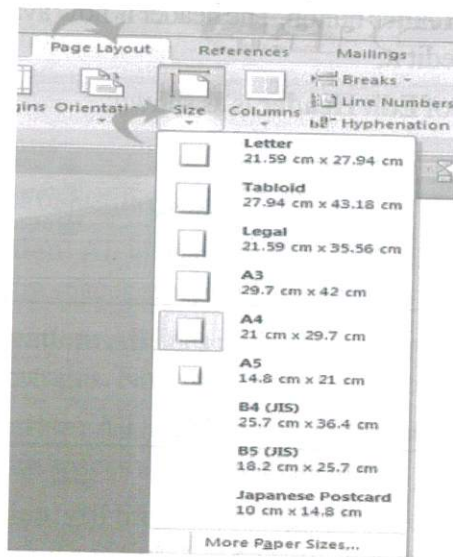 Page Layout References Mailings
Breaks
gins Orientation Size Columns Line Numbers
Hyphenation
Letter
21.59 cm x 27.94 cm
Tabloid
27.94 cm x 43.18 cm
Legal
21.59 cm x 35.56 cm
A3
29.7 cm x 42 cm
A4
21 cm x 29.7 cm
A5
14.8 cm x 21 cm
B4 (JIS)
25.7 cm x 36.4 cm
B5 (JIS)
18.2 cm x 25.7 cm
Japanese Postcard
10 cm x 14.8 cm
More Paper Sizes...